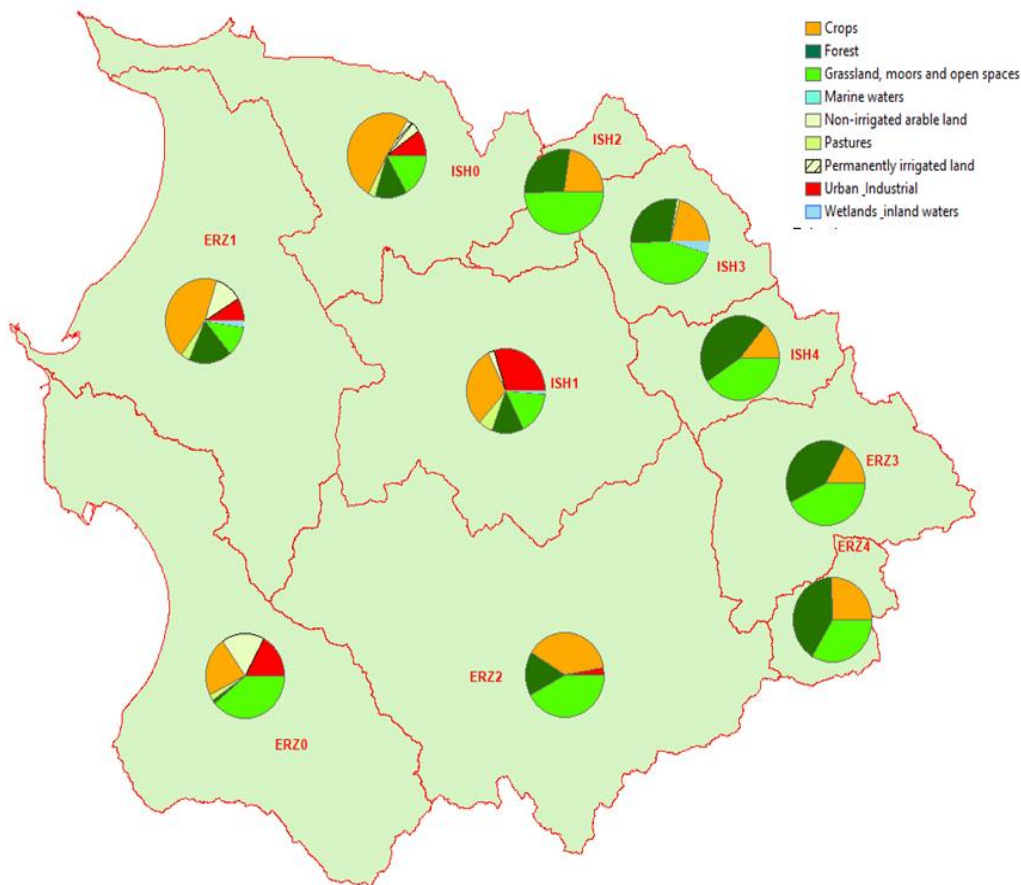 Crops
Forest
Grassland, moors and open spaces
Marine waters
Non-irrigated arable land
Pastures
Permanently irrigated land
Urban_Industrial
Wetlands_inland waters
ISH0
ISH2
ISH3
ERZ1
ISH4
ISH1
ERZ3
ERZ4
ERZ2
ERZ0